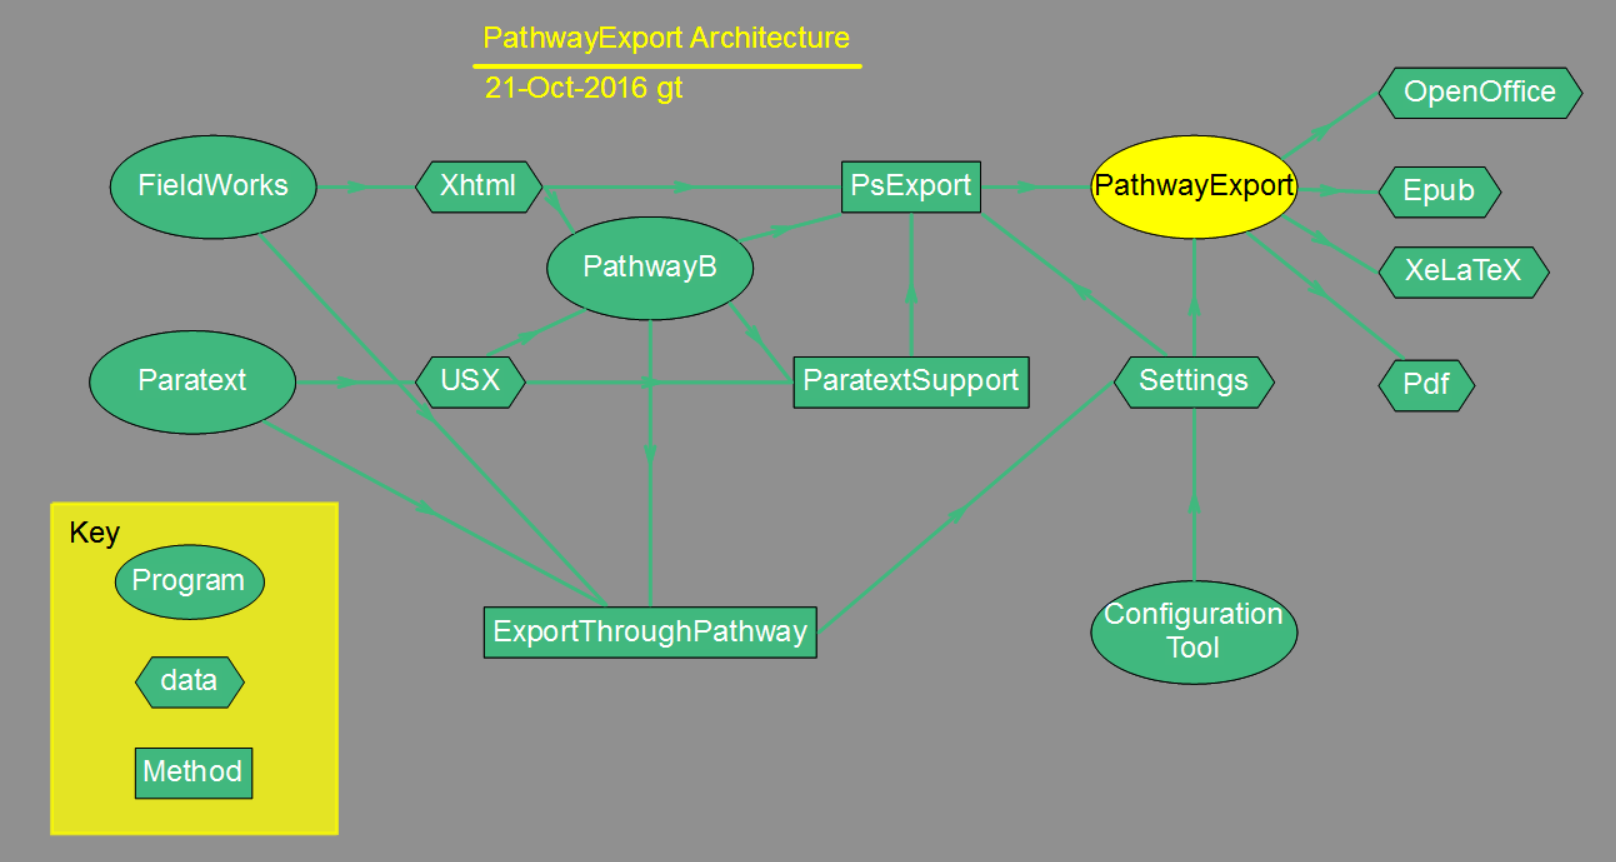 PathwayExport Architecture
21-Oct-2016 gt
OpenOffice
FieldWorks
Xhtml
PsExport
PathwayExport
Epub
PathwayB
XeLaTeX
Paratext
USX
ParatextSupport
Settings
Pdf
Key
Program
data
Method
ExportThroughPathway
Configuration
Tool